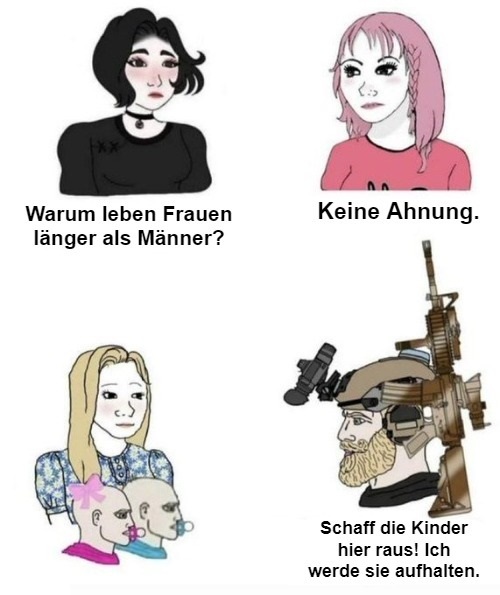 Warum leben Frauen
länger als Männer?
Keine Ahnung.
Schaff die Kinder
hier raus! Ich
werde sie aufhalten.